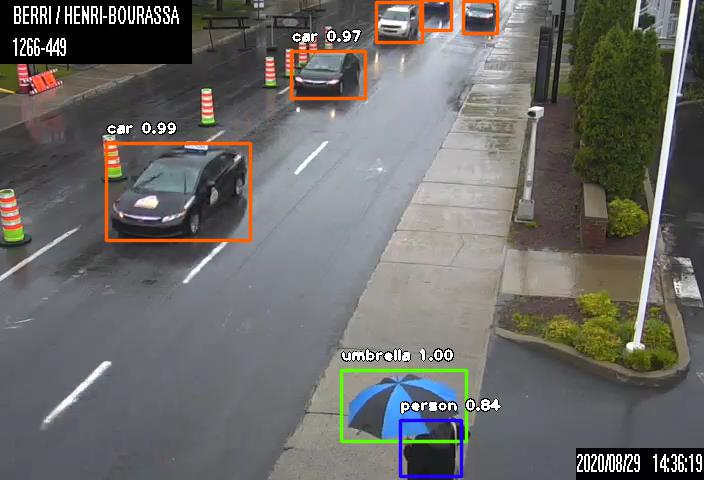 BERRI / HENRI-BOURASSA
1266-449
car 0.97
car 0.99
umbrella 1.00
person 0.84
2020/08/29 14:36:19